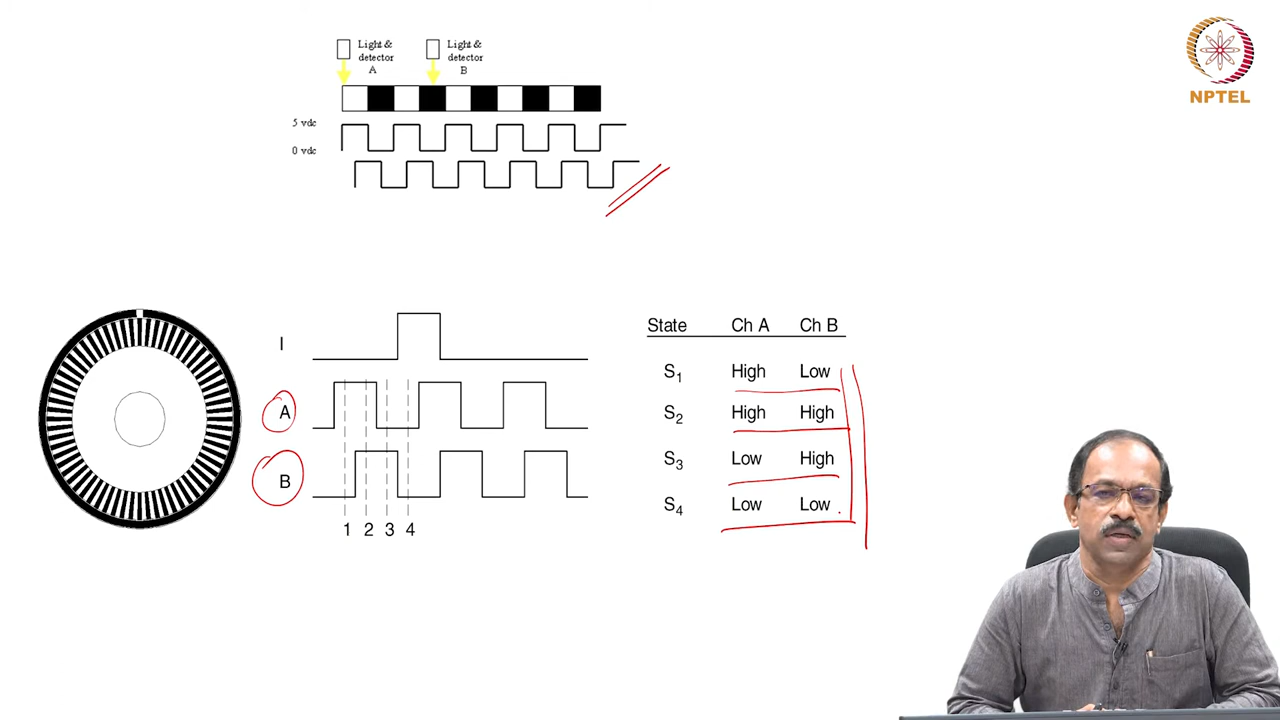 Light & Light &
detector detector
A B
5 vdc
0 vdc
NPTEL
I
A
B
1 2 3 4
State Ch A Ch B
S1 High Low
S2 High High
S3 Low High
S4 Low Low